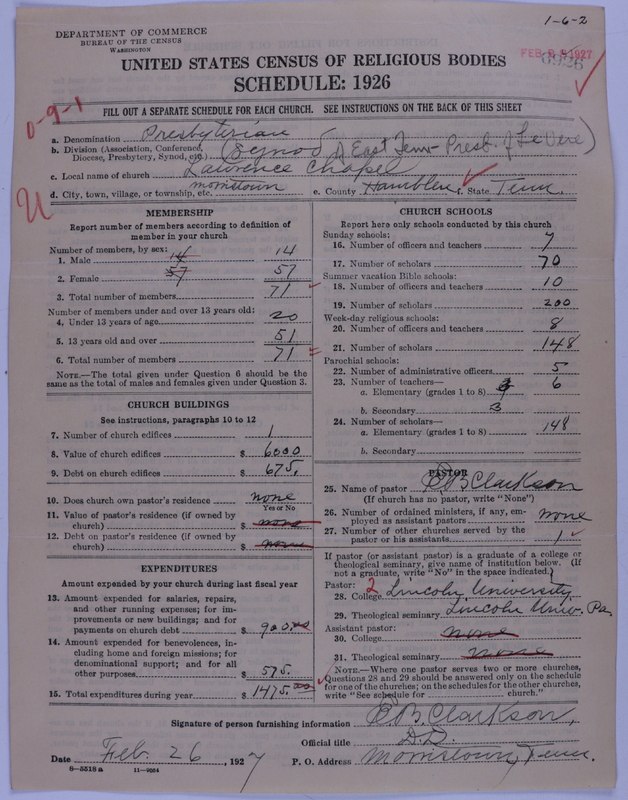 1-6-2
DEPARTMENT OF COMMERCE
BUREAU OF THE CENSUS
WASHINGTON
FEB 1927
UNITED STATES CENSUS OF RELIGIOUS BODIES
SCHEDULE: 1926
0-9-1
FILL OUT A SEPARATE SCHEDULE FOR EACH CHURCH. SEE INSTRUCTIONS ON THE BACK OF THIS SHEET
a. Denomination Presbyterian
b. Division (Association, Conference, Diocese, Presbytery, Synod, etc.) (Synod of East Tenn- Presb. of Le Vere)
c. Local name of church Lawrence Chapel
d. City, town, village, or township, etc. Morristown e. County Hamblen f. State Tenn.
U
MEMBERSHIP
Report number of members according to definition of
member in your church
Number of members, by sex:
1. Male 14 14
2. Female 57 57
3. Total number of members 71
Number of members under and over 13 years old:
4. Under 13 years of age 20
5. 13 years old and over 51
6. Total number of members 71
NOTE.—The total given under Question 6 should be
same as the total of males and females given under Question 3.
CHURCH BUILDINGS
See instructions, paragraphs 10 to 12
7. Number of church edifices 1
8. Value of church edifices $ 6000
9. Debt on church edifices $ 675.
10. Does church own pastor's residence none
Yes or No
11. Value of pastor's residence (if owned by
church) $ none
12. Debt on pastor's residence (if owned by
church) $ none
EXPENDITURES
Amount expended by your church during last fiscal year
13. Amount expended for salaries, repairs,
and other running expenses; for im-
provements or new buildings; and for
payments on church debt $ 900.00
14. Amount expended for benevolences, in-
cluding home and foreign missions; for
denominational support; and for all
other purposes $ 575.
15. Total expenditures during year $ 1475.00
CHURCH SCHOOLS
Report here only schools conducted by this church
Sunday schools:
16. Number of officers and teachers 7
17. Number of scholars 70
Summer vacation Bible schools:
18. Number of officers and teachers 10
19. Number of scholars 200
Week-day religious schools:
20. Number of officers and teachers 8
21. Number of scholars 148
Parochial schools:
22. Number of administrative officers 5
23. Number of teachers—
a. Elementary (grades 1 to 8) 6
b. Secondary 3
24. Number of scholars—
a. Elementary (grades 1 to 8) 148
b. Secondary
PASTOR
25. Name of pastor C B Clarkson
(If church has no pastor, write "None")
26. Number of ordained ministers, if any, em-
ployed as assistant pastors none
27. Number of other churches served by the
pastor or his assistants 1
If pastor (or assistant pastor) is a graduate of a college or
theological seminary, give name of institution below. (If
not a graduate, write "No" in the space indicated.)
Pastor: 2
28. College Lincoln University
29. Theological seminary Lincoln Univ. Pa.
Assistant pastor:
30. College none
31. Theological seminary none
NOTE.—Where one pastor serves two or more churches,
Questions 28 and 29 should be answered only on the schedule
for one of the churches; on the schedules for the other churches,
write "See schedule for church."
Signature of person furnishing information C B. Clarkson,
Official title D.D.
Date Feb. 26, 1927 P. O. Address Morristown, Tenn.
8—5518 a 11—9664